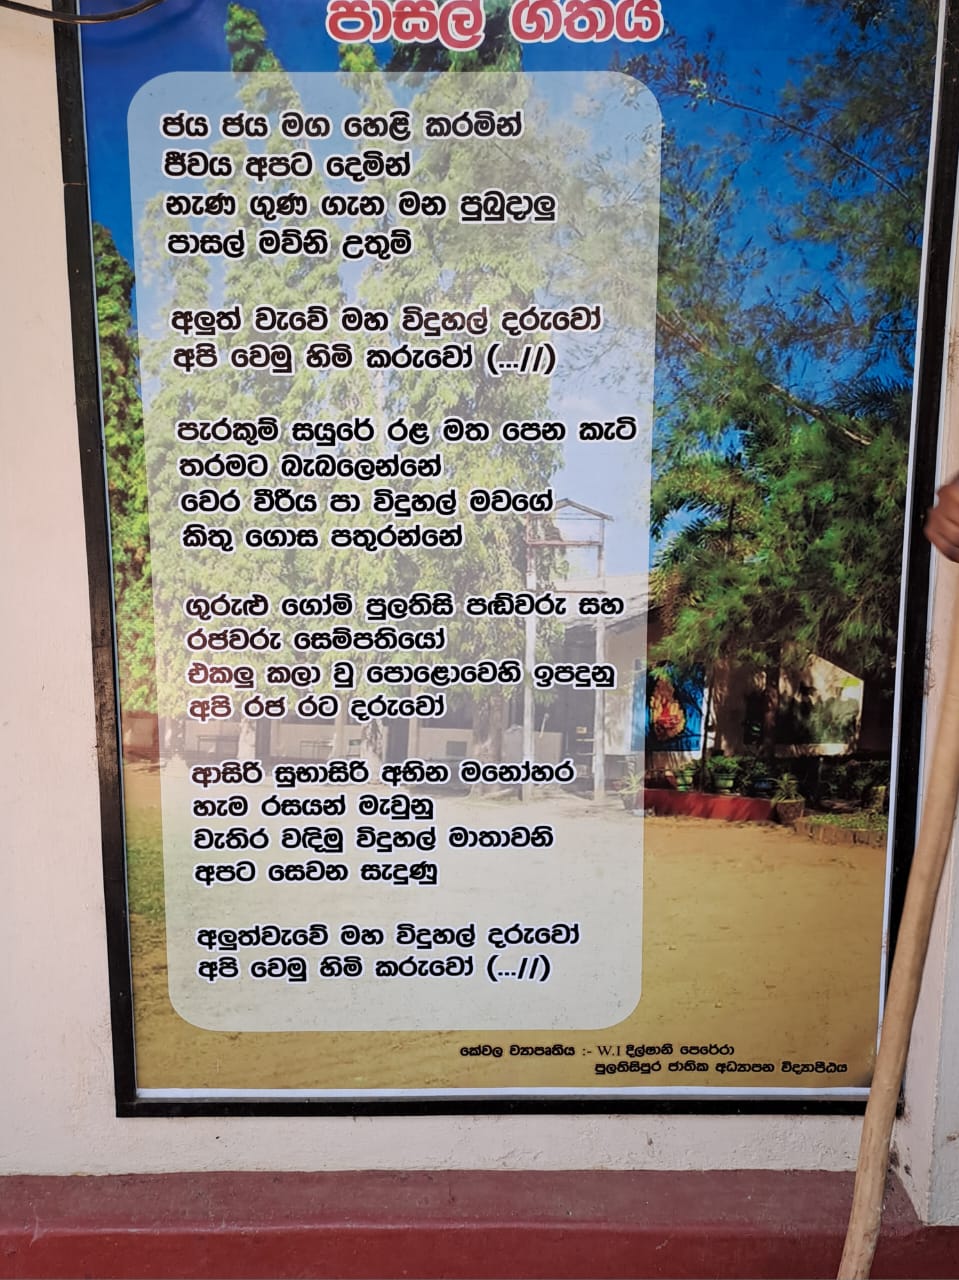 පාසල් ගීතය
ජය ජය මග හෙළි කරමින්
ජීවය අපට දෙමින්
නැණ ගුණ ගැන මන පුබුදාලු
පාසල් මව්නි උතුම්
අලුත් වැවේ මහ විදුහල් දරුවෝ
අපි වෙමු හිමි කරුවෝ (...//)
පැරකුම් සයුරේ රළ මත පෙන කැටි
තරමට බැබලෙන්නේ
වෙර වීරිය පා විදුහල් මවගේ
කිතු ගොස පතුරන්නේ
ගුරුළු ගෝමි පුලතිසි පඬිවරු සහ
රජවරු සෙම්පතියෝ
එකලු කලා වු පොළොවෙහි ඉපදුනු
අපි රජ රට දරුවෝ
ආසිරි සුභාසිරි අභින මනෝහර
හැම රසයන් මැවුනු
වැතිර වඳිමු විදුහල් මාතාවනි
අපට සෙවන සැදුණු
අලුත්වැවේ මහ විදුහල් දරුවෝ
අපි වෙමු හිමි කරුවෝ (...//)
කේවල ව්‍යාපෘතිය :- W.I දිල්ෂානි පෙරේරා
පුලතිසිපුර ජාතික අධ්‍යාපන විද්‍යාපීඨය